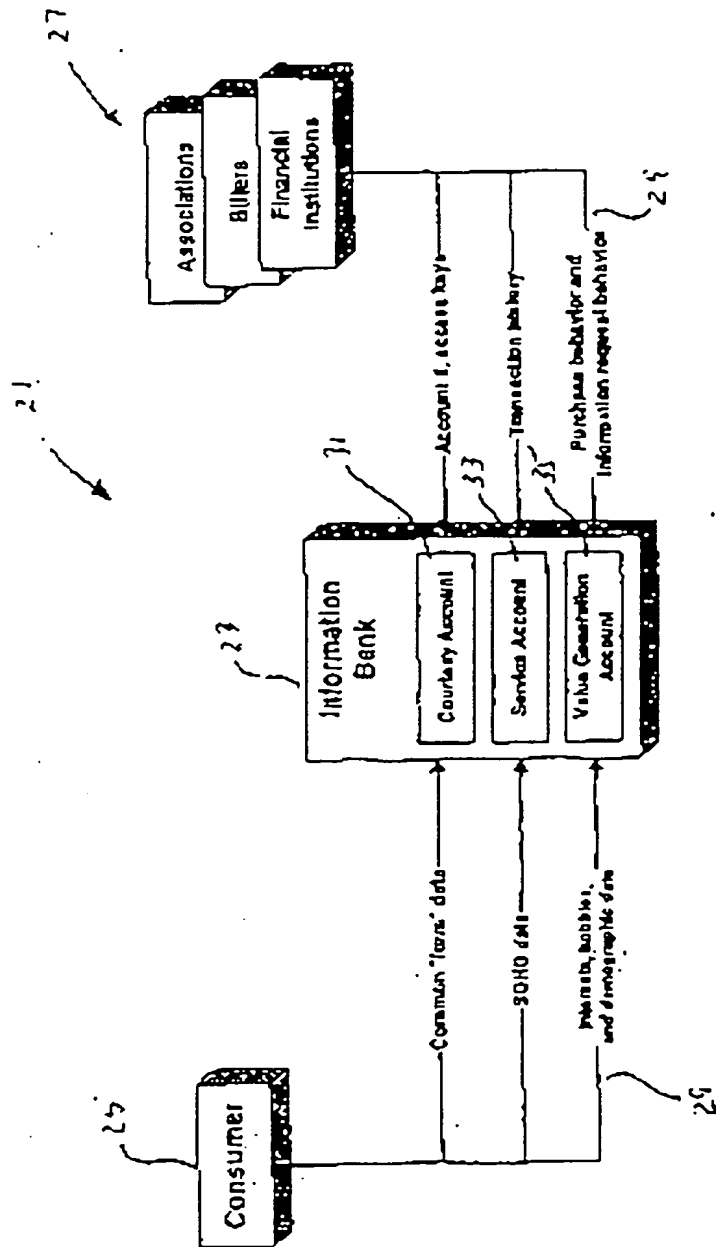 21
27
Associations
Billers
Financial
Institutions
23
Information
Bank
31
Courtesy Account
33
Service Account
35
Value Generation
Account
25
Consumer
Common "form" data
SOHO data
Interests, hobbies,
and demographic data
29
Account #, access keys
Transaction history
Purchase behavior and
Information request behavior